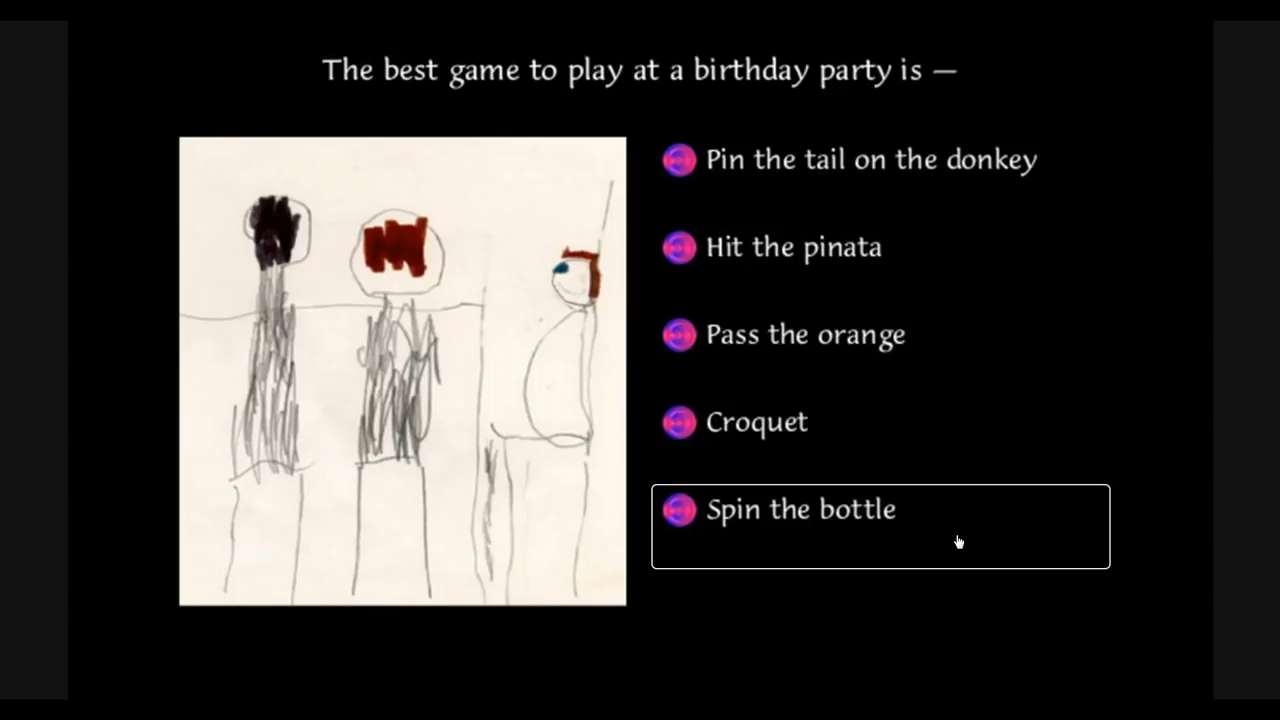 The best game to play at a birthday party is —
Pin the tail on the donkey
Hit the pinata
Pass the orange
Croquet
Spin the bottle